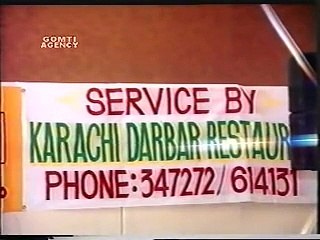 GOMTI
AGENCY
SERVICE BY
KARACHI DARBAR RESTAUR
PHONE: 347272/614131